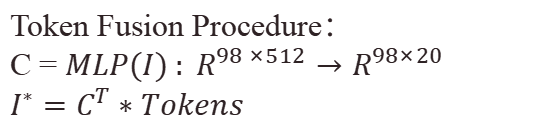 Token Fusion Procedure：
C = MLP(I) : R^{98 ×512} → R^{98×20}
I^* = C^T * Tokens